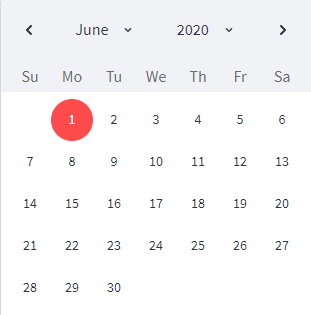 June 2020
Su Mo Tu We Th Fr Sa
1 2 3 4 5 6
7 8 9 10 11 12 13
14 15 16 17 18 19 20
21 22 23 24 25 26 27
28 29 30